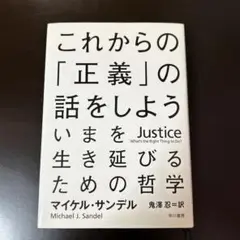 これからの
「正義」の
話をしよう
いまを
Justice
What's the Right Thing to Do?
生き延びる
ための哲学
マイケル・サンデル
Michael J. Sandel
鬼澤 忍=訳
早川書房